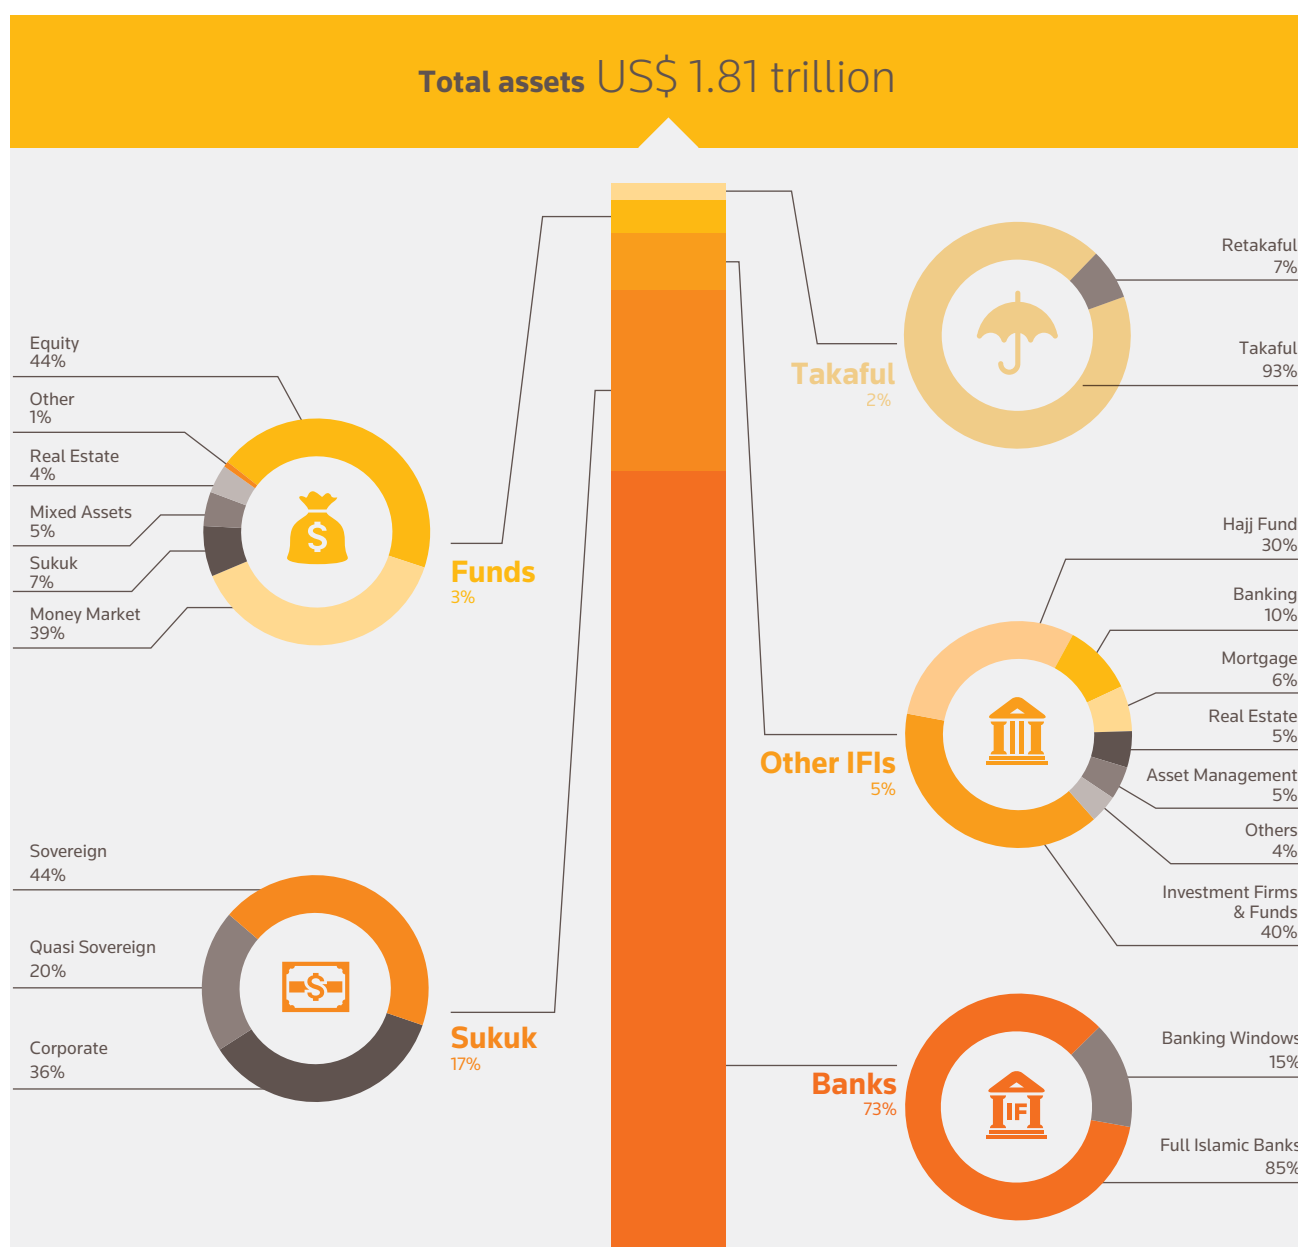 Total assets US$ 1.81 trillion
Equity
44%
Other
1%
Real Estate
4%
Mixed Assets
5%
Sukuk
7%
Money Market
39%
$
Funds
3%
Sovereign
44%
Quasi Sovereign
20%
Corporate
36%
$
Sukuk
17%
Retakaful
7%
Takaful
93%
Takaful
2%
Hajj Fund
30%
Banking
10%
Mortgage
6%
Real Estate
5%
Asset Management
5%
Others
4%
Investment Firms
& Funds
40%
Other IFIs
5%
Banking Windows
15%
Full Islamic Banks
85%
IF
Banks
73%